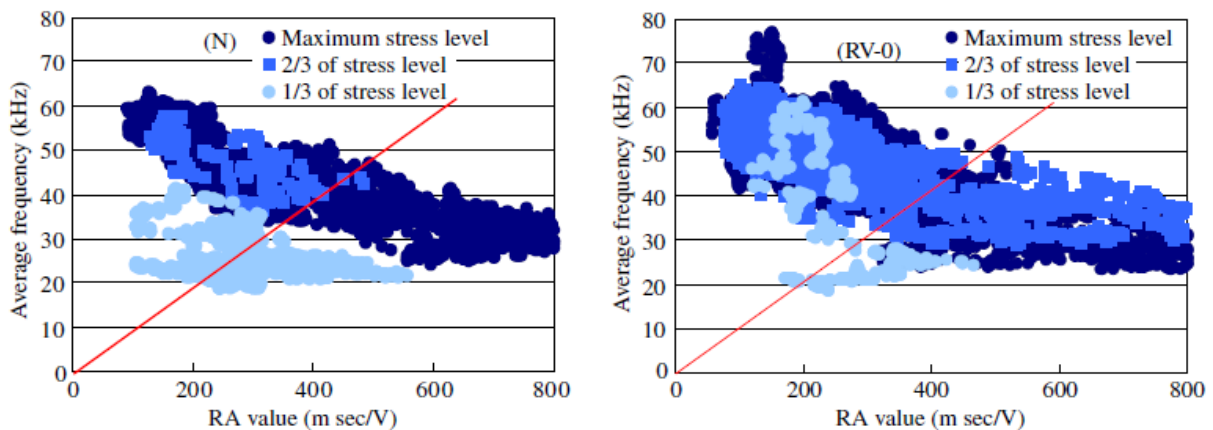 80
70
60
50
40
30
20
10
0
Average frequency (kHz)
(N)
Maximum stress level
2/3 of stress level
1/3 of stress level
0
200
400
600
800
RA value (m sec/V)
80
70
60
50
40
30
20
10
0
Average frequency (kHz)
(RV-0)
Maximum stress level
2/3 of stress level
1/3 of stress level
0
200
400
600
800
RA value (m sec/V)